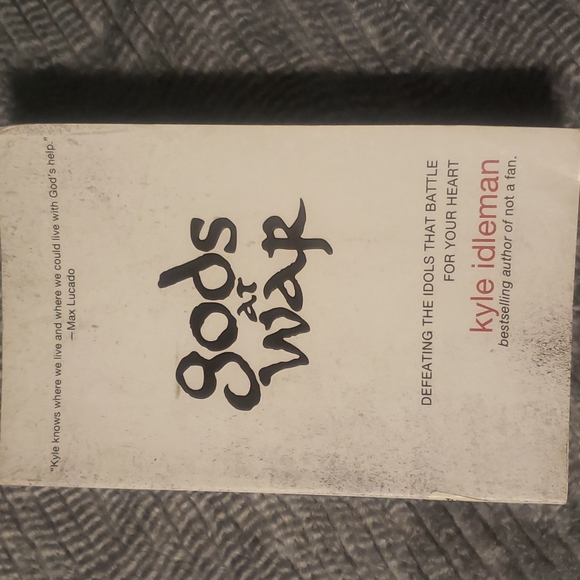 "Kyle knows where we live and where we could live with God's help."
—Max Lucado
gods
at
war
DEFEATING THE IDOLS THAT BATTLE
FOR YOUR HEART
kyle idleman
bestselling author of not a fan.